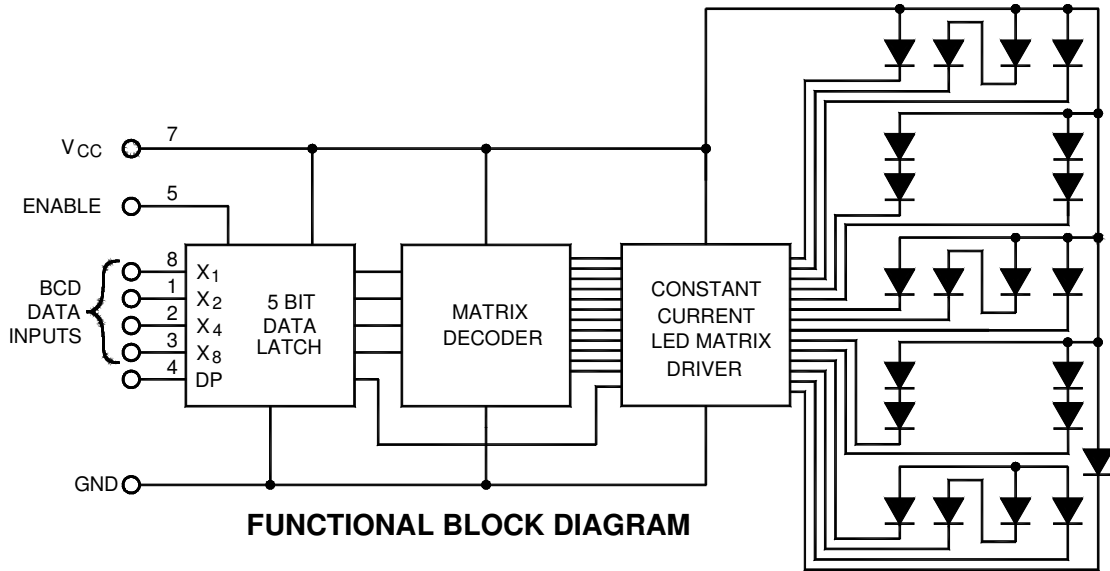 VCC 7
ENABLE 5
BCD
DATA
INPUTS
8 X1
1 X2
2 X4
3 X8
4 DP
5 BIT
DATA
LATCH
MATRIX
DECODER
CONSTANT
CURRENT
LED MATRIX
DRIVER
GND
FUNCTIONAL BLOCK DIAGRAM